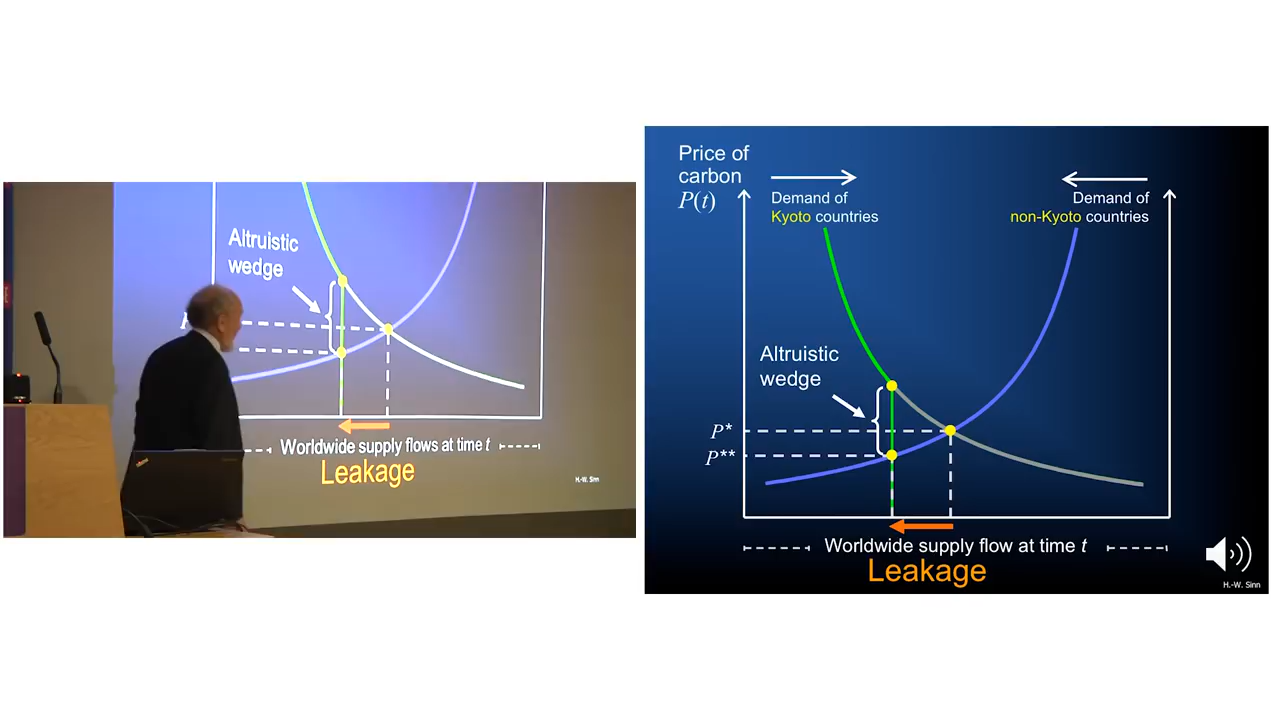 Altruistic
wedge
Worldwide supply flows at time t
Leakage
H.-W. Sinn
Price of
carbon
P(t)
Demand of
Kyoto countries
Demand of
non-Kyoto countries
Altruistic
wedge
P*
P**
Worldwide supply flow at time t
Leakage
H.-W. Sinn